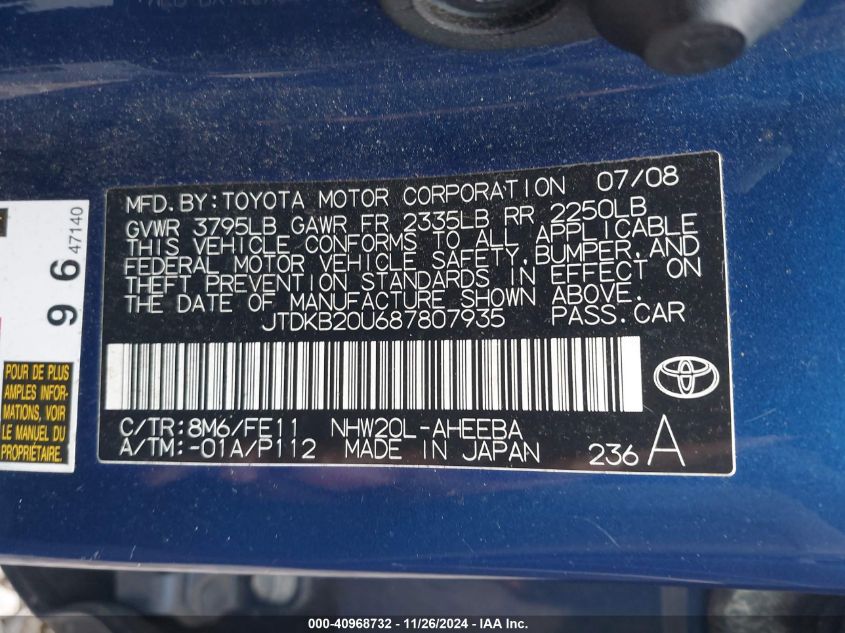 MFD.BY:TOYOTA MOTOR CORPORATION 07/08
GVWR 3795LB GAWR FR 2335LB RR 2250LB
THIS VEHICLE CONFORMS TO ALL APPLICABLE
FEDERAL MOTOR VEHICLE SAFETY,BUMPER,AND
THEFT PREVENTION STANDARDS IN EFFECT ON
THE DATE OF MANUFACTURE SHOWN ABOVE.
JTDKB20U687807935 PASS.CAR
C/TR:8M6/FE11 NHW20L-AHEEBA
A/TM:-01A/P112 MADE IN JAPAN 236 A
96 47140
POUR DE PLUS
AMPLES INFOR-
MATIONS, VOIR
LE MANUEL DU
PROPRIÉTAIRE.
000-40968732 - 11/26/2024 - IAA Inc.